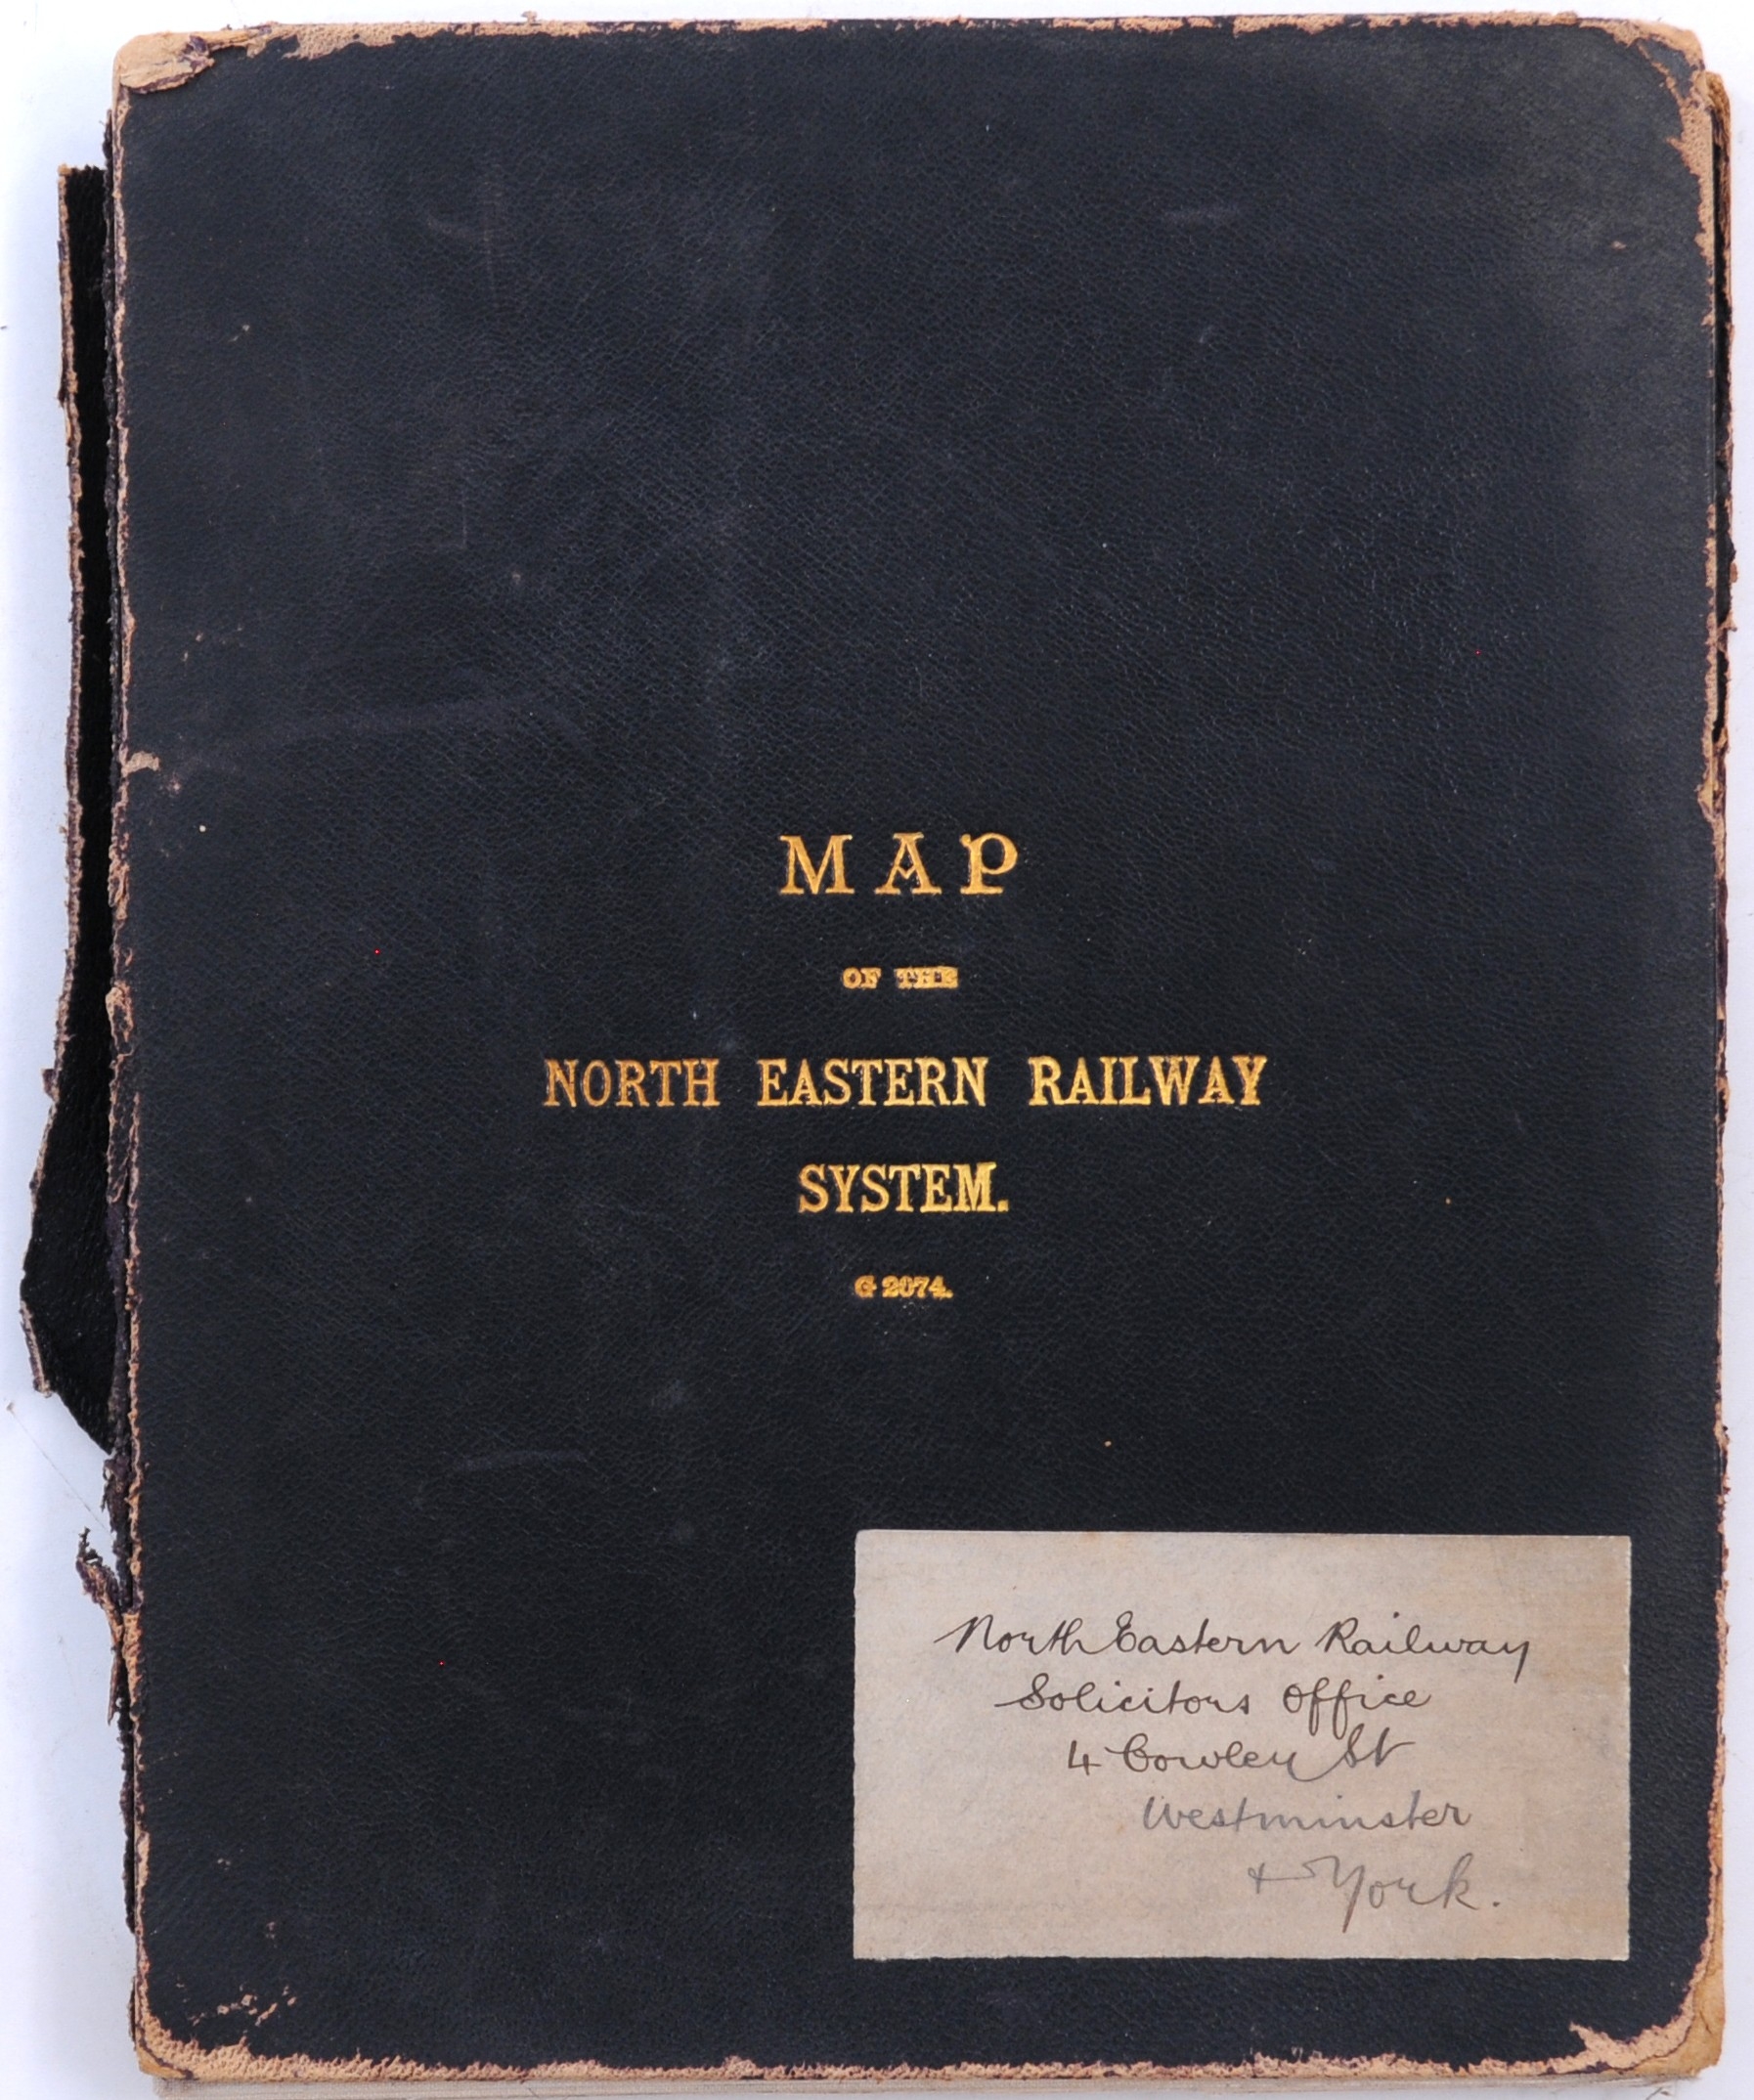 MAP
OF THE
NORTH EASTERN RAILWAY
SYSTEM.
G 2074.
North Eastern Railway
Solicitors Office
4 Cowley St
Westminster
+ York.